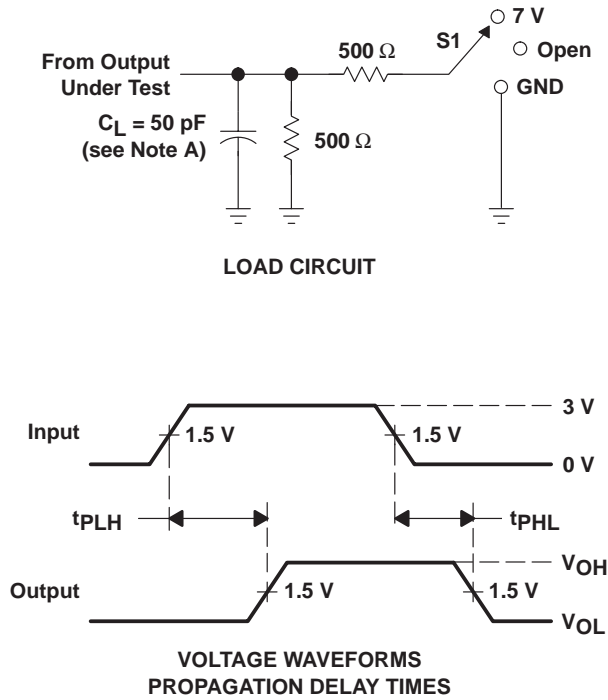 7 V
S1
Open
GND
500 Ω
From Output
Under Test
CL = 50 pF
(see Note A)
500 Ω
LOAD CIRCUIT
3 V
Input
1.5 V
1.5 V
0 V
tPLH
tPHL
VOH
Output
1.5 V
1.5 V
VOL
VOLTAGE WAVEFORMS
PROPAGATION DELAY TIMES